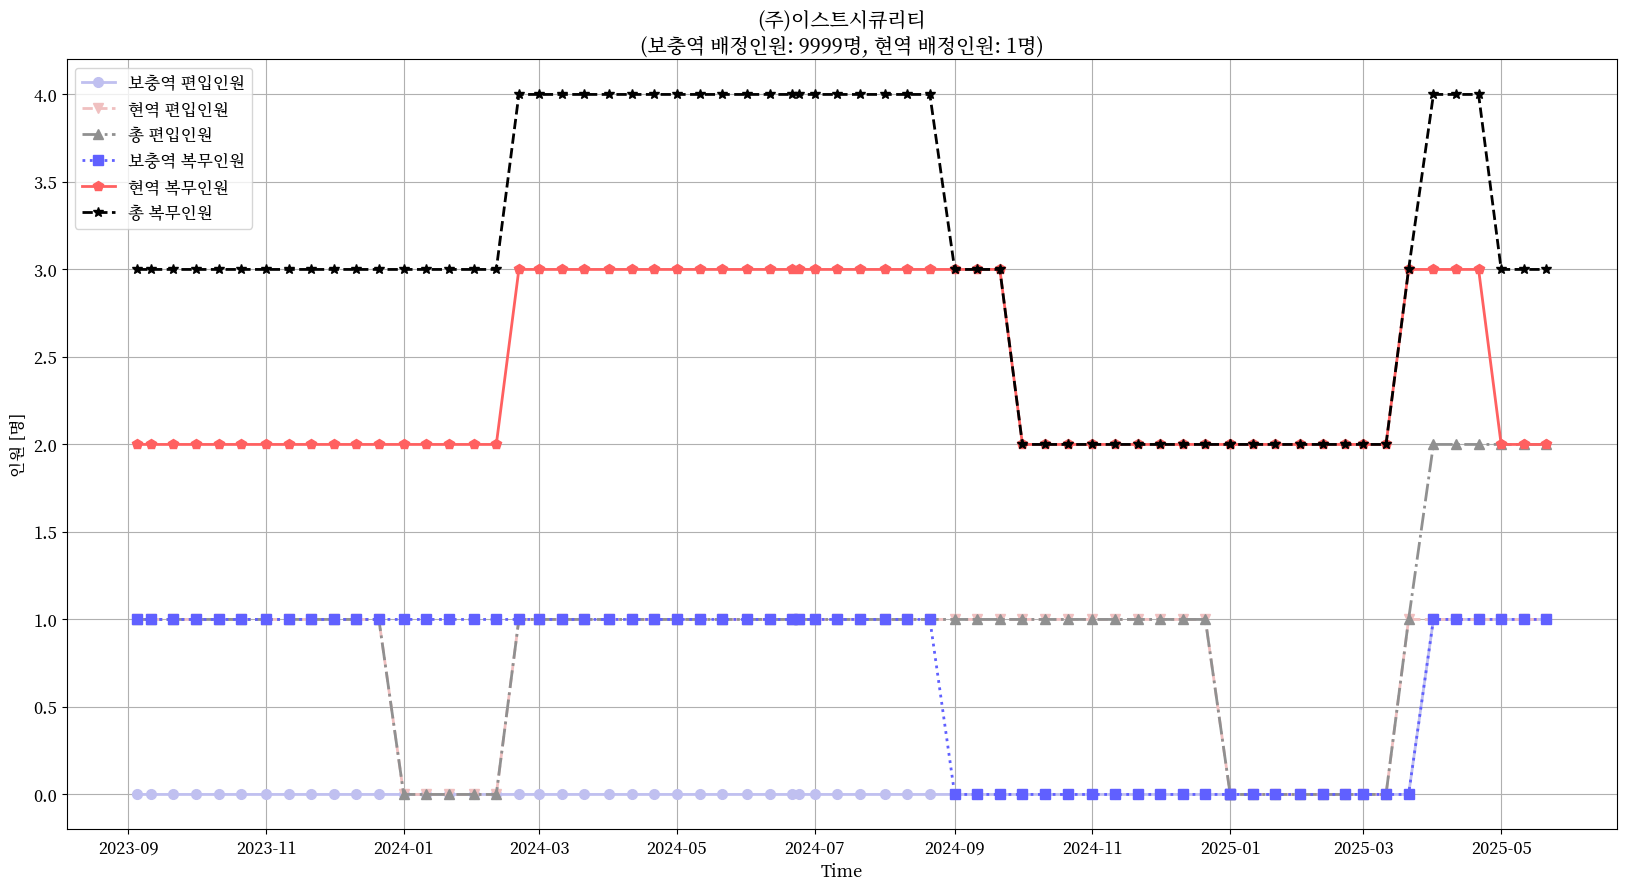 (주)이스트시큐리티
(보충역 배정인원: 9999명, 현역 배정인원: 1명)
보충역 편입인원
현역 편입인원
총 편입인원
보충역 복무인원
현역 복무인원
총 복무인원
4.0
3.5
3.0
2.5
2.0
1.5
1.0
0.5
0.0
인원 [명]
2023-09 2023-11 2024-01 2024-03 2024-05 2024-07 2024-09 2024-11 2025-01 2025-03 2025-05
Time